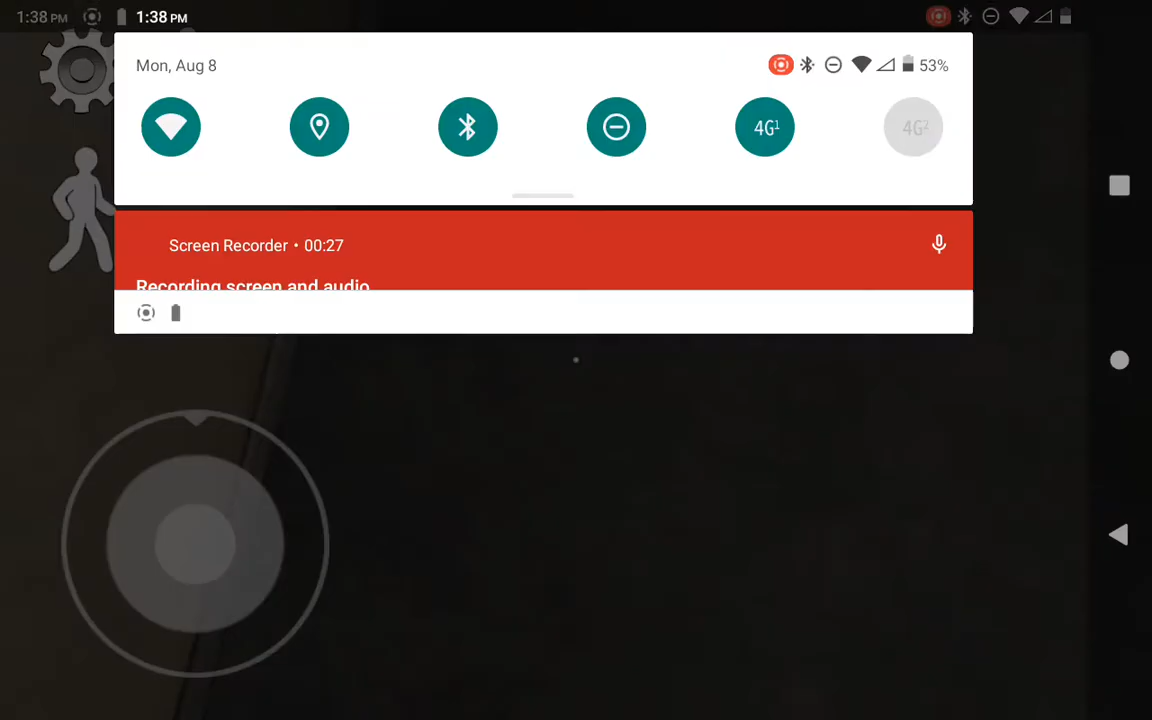 1:38 PM 1:38 PM
Mon, Aug 8 53%
4G1 4G2
Screen Recorder • 00:27
Recording screen and audio